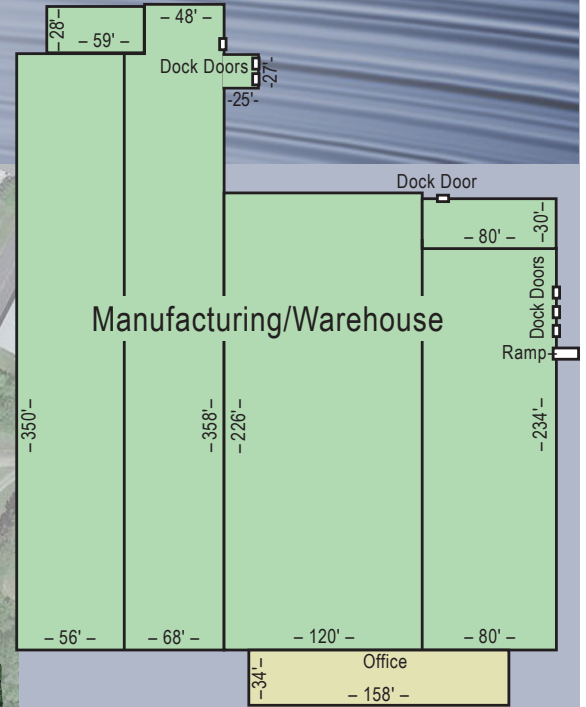 – 48' –
–28'–
– 59' –
Dock Doors
–27'–
-25'-
Dock Door
– 80' –
–30'–
Dock Doors
Manufacturing/Warehouse
Ramp
–350'–
–358'–
–226'–
–234'–
– 56' –
– 68' –
– 120' –
– 80' –
Office
–34'–
– 158' –